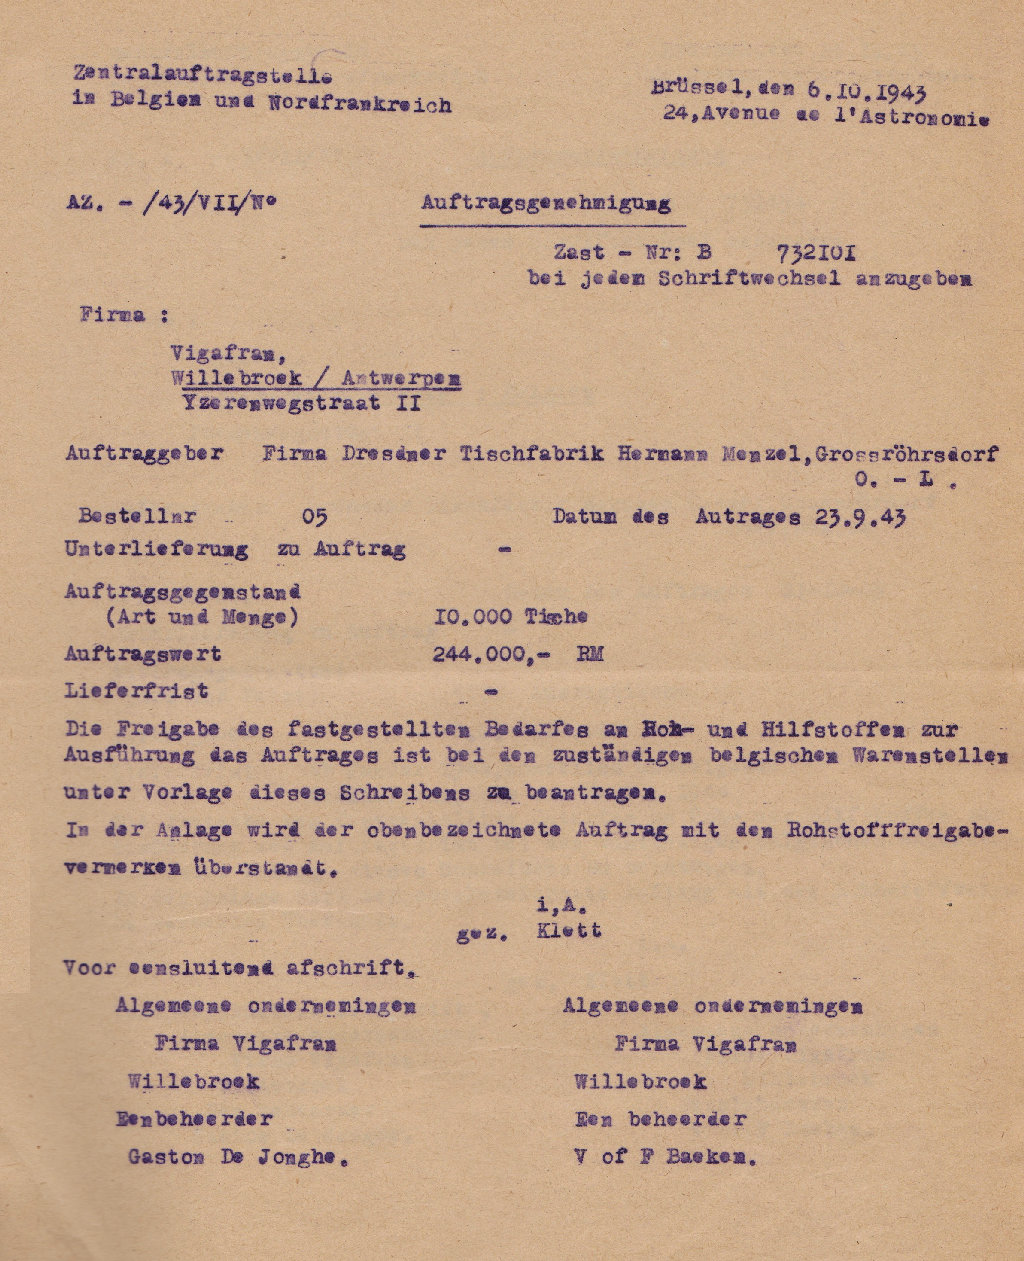 Zentralauftragstelle
in Belgien und Nordfrankreich
Brüssel, den 6.10.1943
24,Avenue de l'Astronomie
AZ. - /43/VII/N°
Auftragsgenehmigung
Zast - Nr: B 732IOI
bei jedem Schriftwechsel anzugeben
Firma :
Vigafran,
Willebroek / Antwerpen
Yzerenwegstraat II
Auftraggeber Firma Dresdner Tischfabrik Hermann Menzel,Grossröhrsdorf
O. - L .
Bestellnr 05 Datum des Autrages 23.9.43
Unterlieferung zu Auftrag -
Auftragsgegenstand
(Art und Menge) IO.000 Tische
Auftragswert 244.000,- RM
Lieferfrist -
Die Freigabe des fastgestellten Bedarfes an Roh- und Hilfstoffen zur
Ausführung das Auftrages ist bei den zuständigen belgischen Warenstellen
unter Vorlage dieses Schreibens zu beantragen.
In der Anlage wird der obenbezeichnete Auftrag mit den Rohstofffreigabe-
vermerken überstandt.
i,A.
gez. Klett
Voor eensluitend afschrift.
Algemeene ondernemingen Algemeene ondernemingen
Firma Vigafran Firma Vigafran
Willebroek Willebroek
Eenbeheerder Een beheerder
Gaston De Jonghe. V of F Baeken.